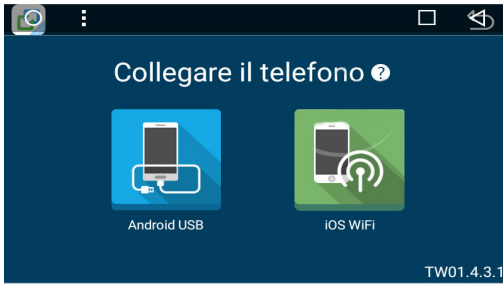 Collegare il telefono ?
Android USB
iOS WiFi
TW01.4.3.1